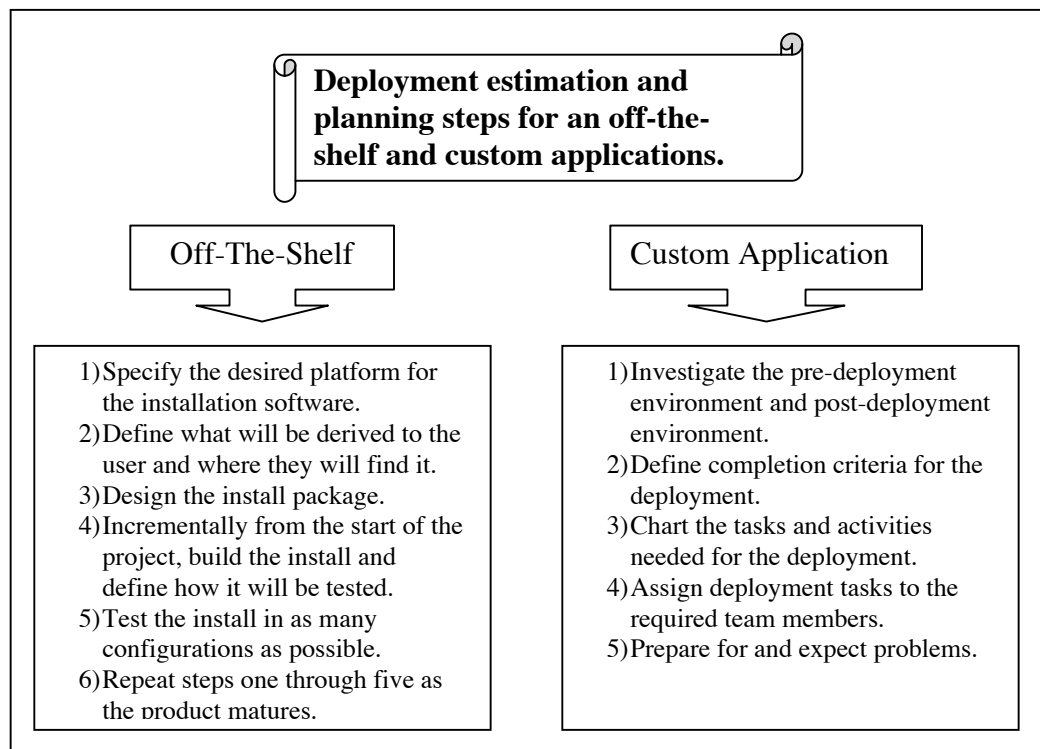 Deployment estimation and
planning steps for an off-the-
shelf and custom applications.
Off-The-Shelf
1)Specify the desired platform for
the installation software.
2)Define what will be derived to the
user and where they will find it.
3)Design the install package.
4)Incrementally from the start of the
project, build the install and
define how it will be tested.
5)Test the install in as many
configurations as possible.
6)Repeat steps one through five as
the product matures.
Custom Application
1)Investigate the pre-deployment
environment and post-deployment
environment.
2)Define completion criteria for the
deployment.
3)Chart the tasks and activities
needed for the deployment.
4)Assign deployment tasks to the
required team members.
5)Prepare for and expect problems.